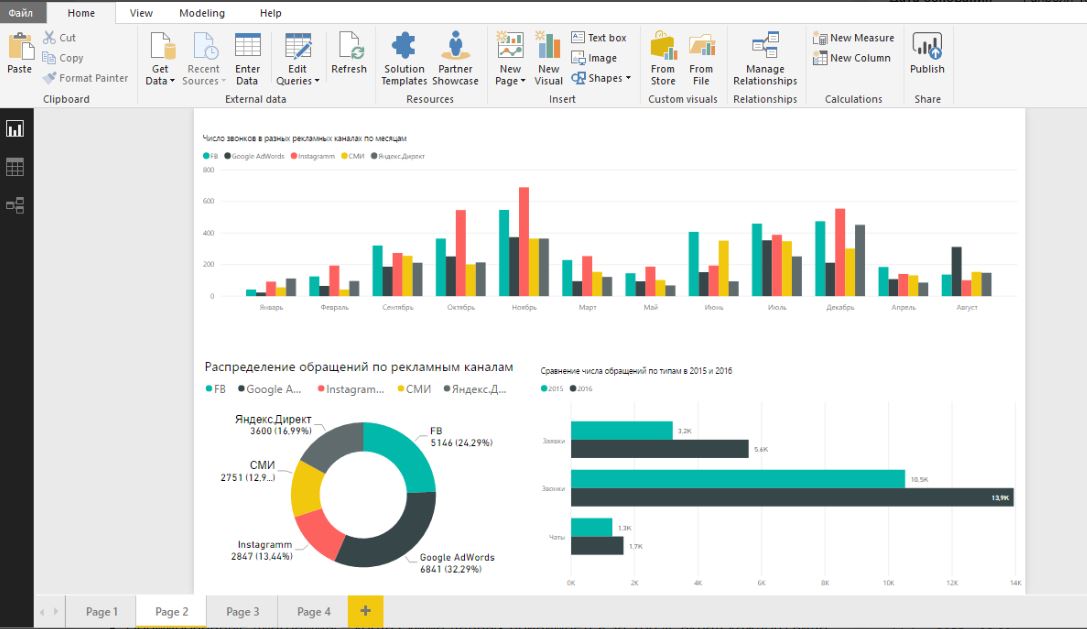 Файл Home View Modeling Help
Paste
Cut
Copy
Format Painter
Clipboard
Get Data
Recent Sources
Enter Data
External data
Edit Queries
Refresh
Solution Templates
Partner Showcase
Resources
New Page
New Visual
Text box
Image
Shapes
Insert
From Store
From File
Custom visuals
Manage Relationships
Relationships
New Measure
New Column
Calculations
Publish
Share
Число звонков в разных рекламных каналах по месяцам
FB Google AdWords Instagramm СМИ Яндекс.Директ
800
600
400
200
0
Январь Февраль Сентябрь Октябрь Ноябрь Март Май Июнь Июль Декабрь Апрель Август
Распределение обращений по рекламным каналам
FB Google A... Instagram... СМИ Яндекс.Д...
Яндекс.Директ
3600 (16,99%)
FB
5146 (24,29%)
СМИ
2751 (12,9...)
Instagramm
2847 (13,44%)
Google AdWords
6841 (32,29%)
Сравнение числа обращений по типам в 2015 и 2016
2015 2016
Заявки
3,2K
5,6K
Звонки
10,5K
13,9K
Чаты
1,3K
1,7K
0K 2K 4K 6K 8K 10K 12K 14K
Page 1 Page 2 Page 3 Page 4 +